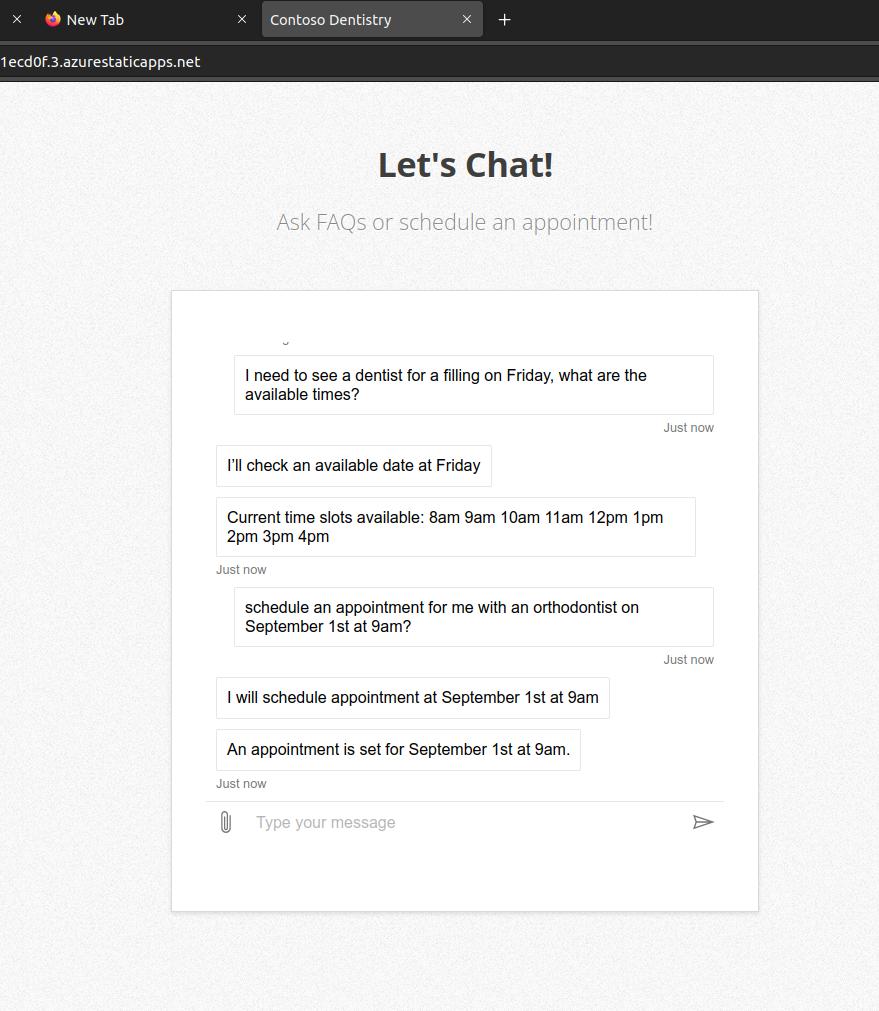 New Tab
Contoso Dentistry
1ecd0f.3.azurestaticapps.net
Let's Chat!
Ask FAQs or schedule an appointment!
I need to see a dentist for a filling on Friday, what are the
available times?
Just now
I’ll check an available date at Friday
Current time slots available: 8am 9am 10am 11am 12pm 1pm
2pm 3pm 4pm
Just now
schedule an appointment for me with an orthodontist on
September 1st at 9am?
Just now
I will schedule appointment at September 1st at 9am
An appointment is set for September 1st at 9am.
Just now
Type your message